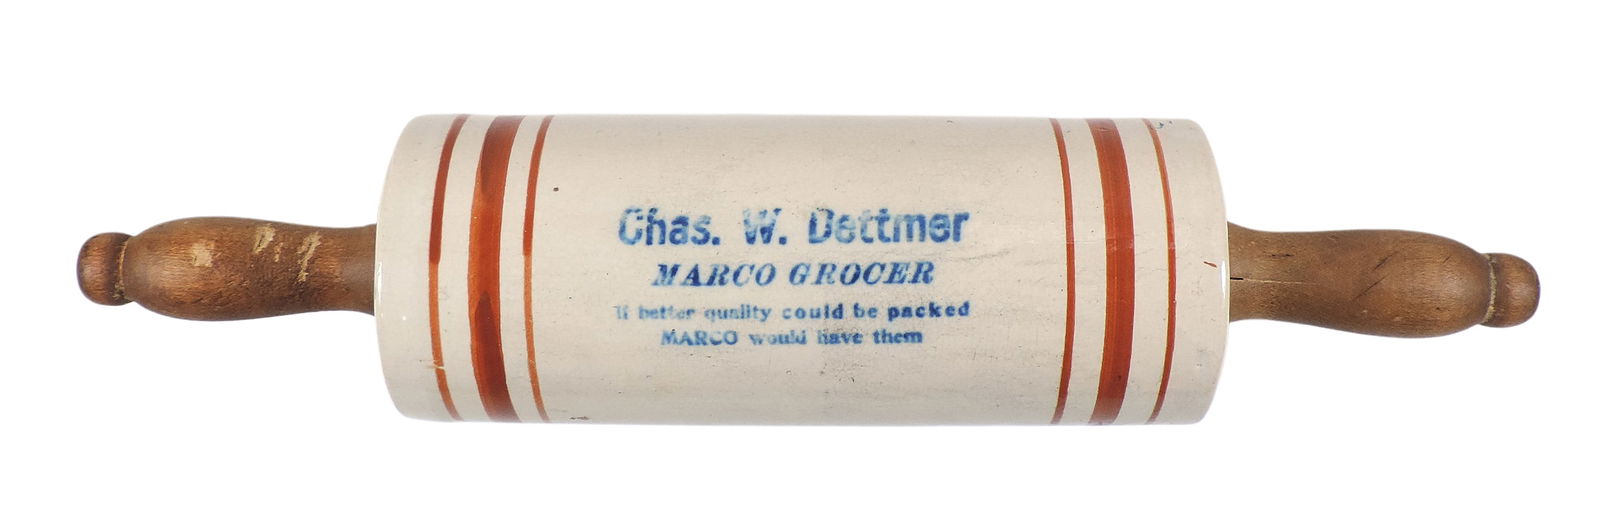 Chas. W. Dettmer
MARCO GROCER
If better quality could be packed
MARCO would have them